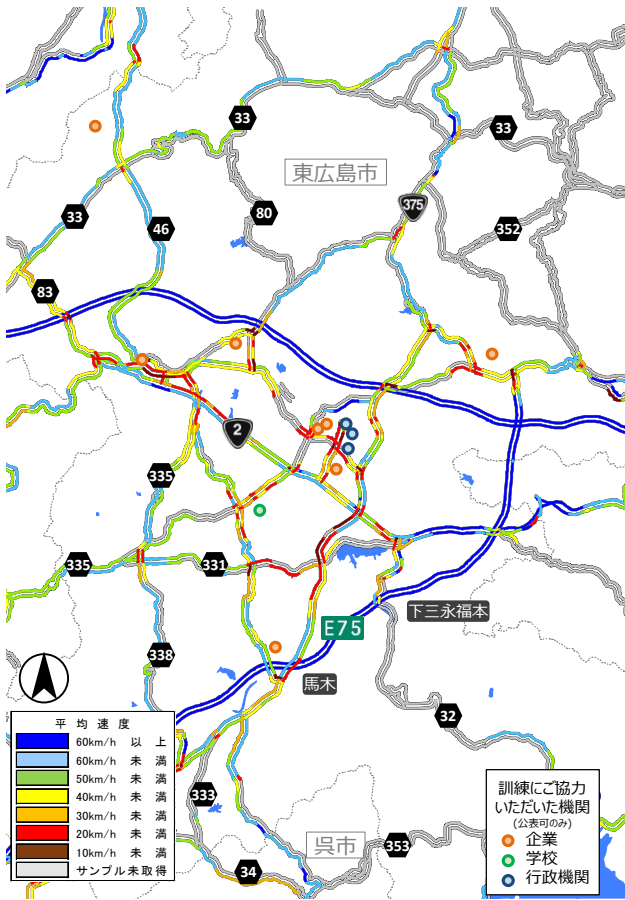 33
33
東広島市
375
33
80
46
352
83
2
335
335
331
下三永福本
E75
338
馬木
32
平均速度
60km/h 以上
60km/h 未満
50km/h 未満
40km/h 未満
30km/h 未満
20km/h 未満
10km/h 未満
サンプル未取得
333
呉市
353
34
訓練にご協力
いただいた機関
(公表可のみ)
企業
学校
行政機関